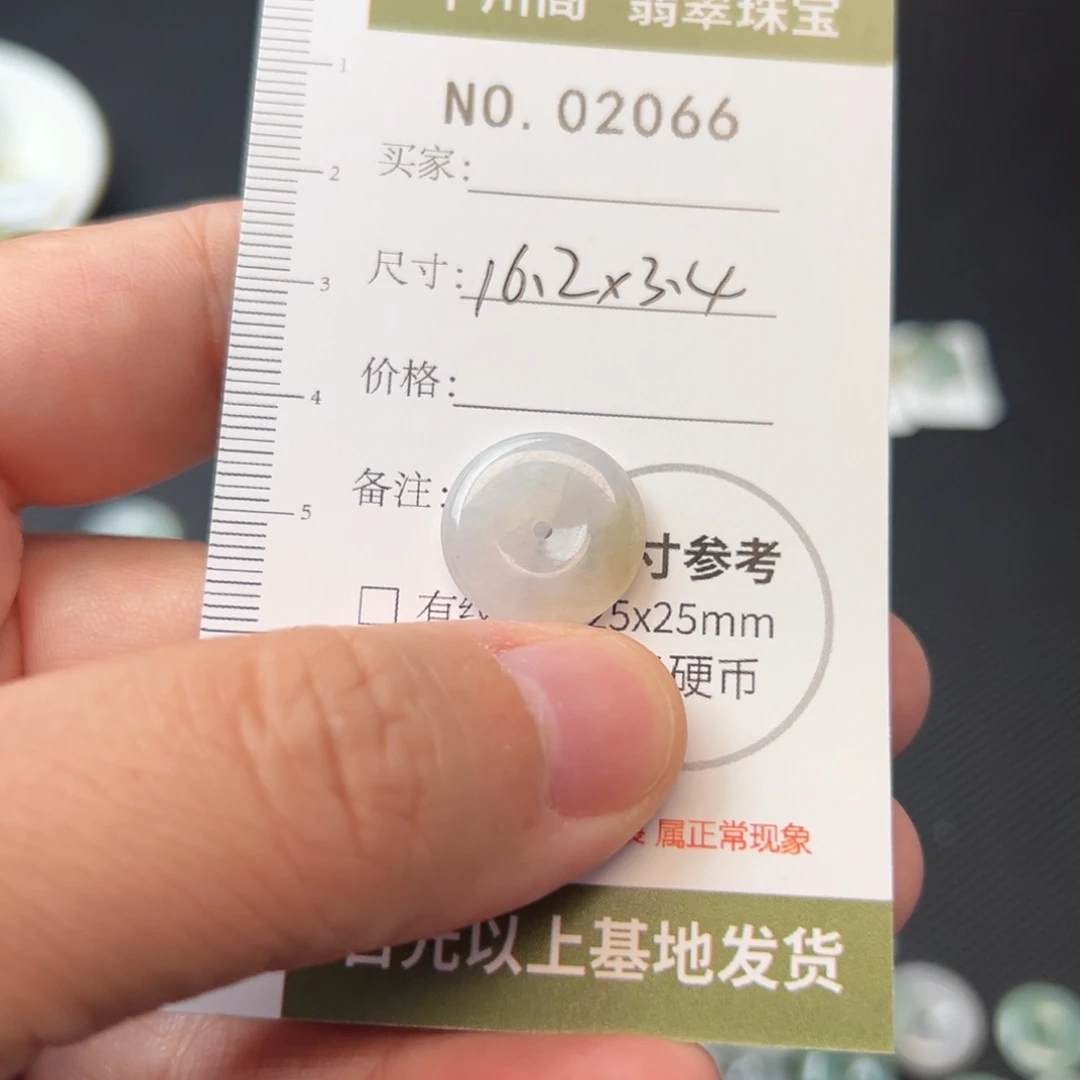 翡翠珠宝
1
NO. 02066
买家:
2
尺寸: 16.2x3.4
3
价格:
4
备注:
5
寸参考
有
25x25mm
硬币
属正常现象
以上基地发货